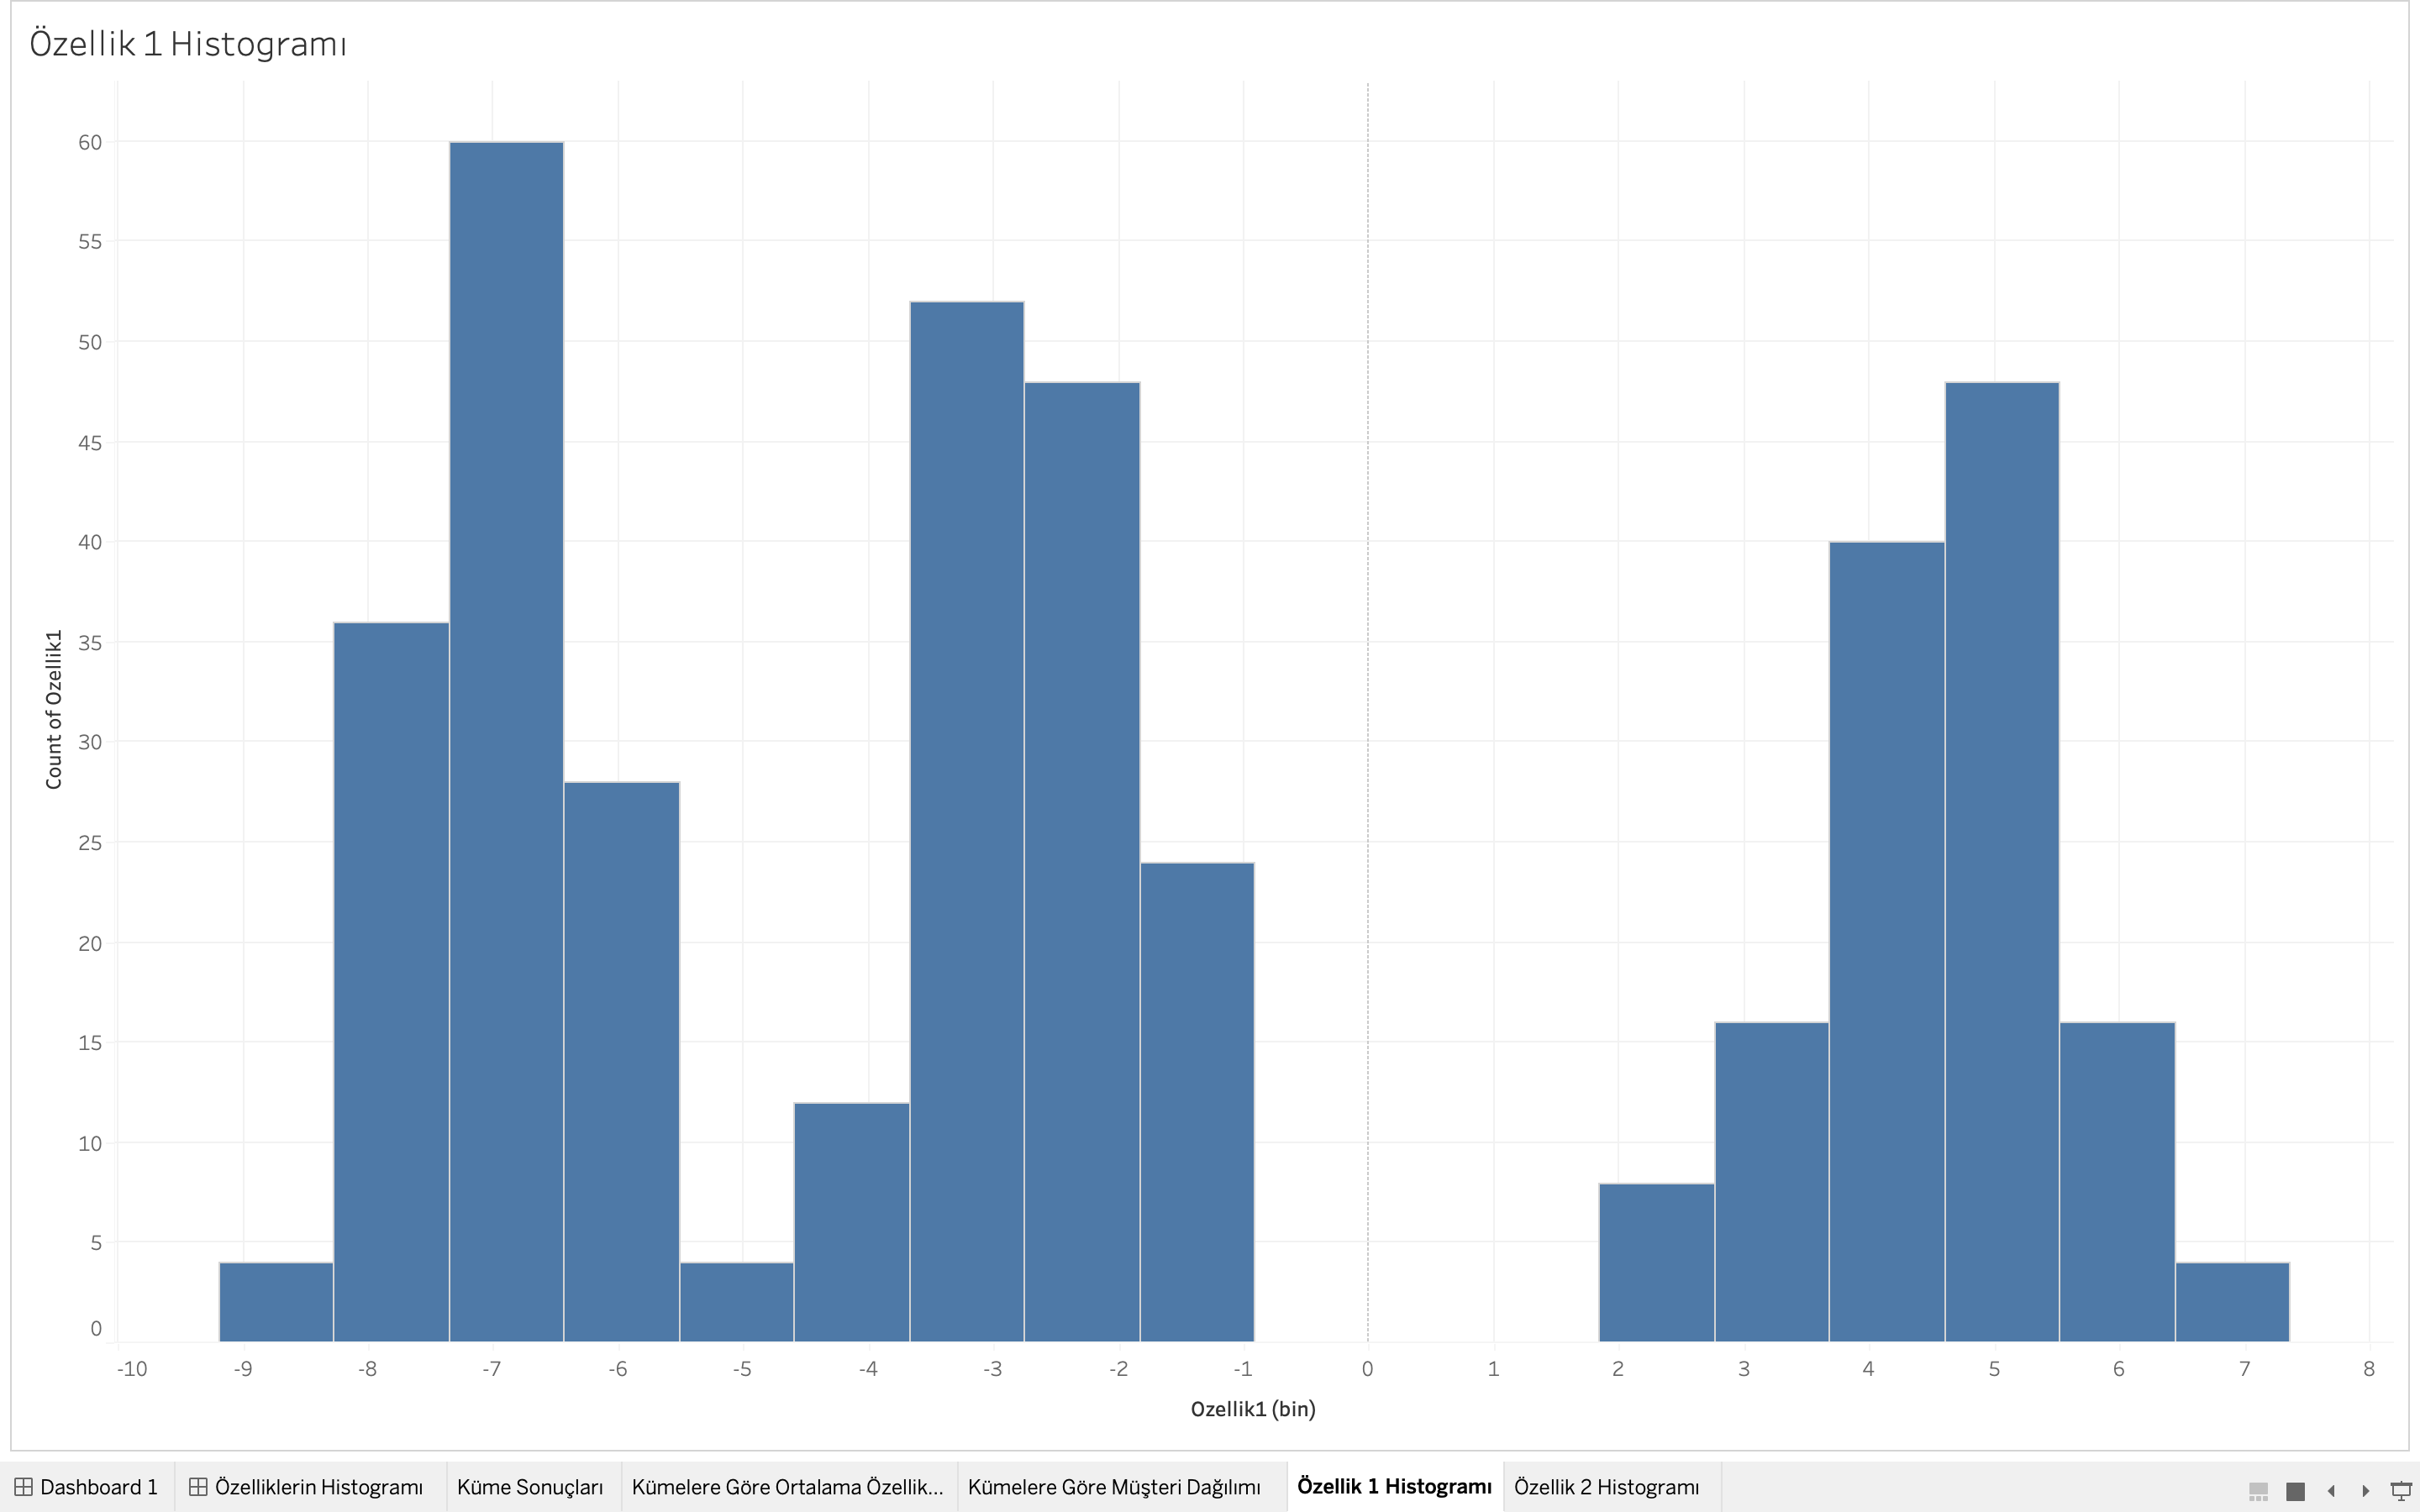 Özellik 1 Histogramı
60
55
50
45
40
35
30
25
20
15
10
5
0
Count of Ozellik1
-10 -9 -8 -7 -6 -5 -4 -3 -2 -1 0 1 2 3 4 5 6 7 8
Ozellik1 (bin)
Dashboard 1 Özelliklerin Histogramı Küme Sonuçları Kümelere Göre Ortalama Özellik... Kümelere Göre Müşteri Dağılımı Özellik 1 Histogramı Özellik 2 Histogramı